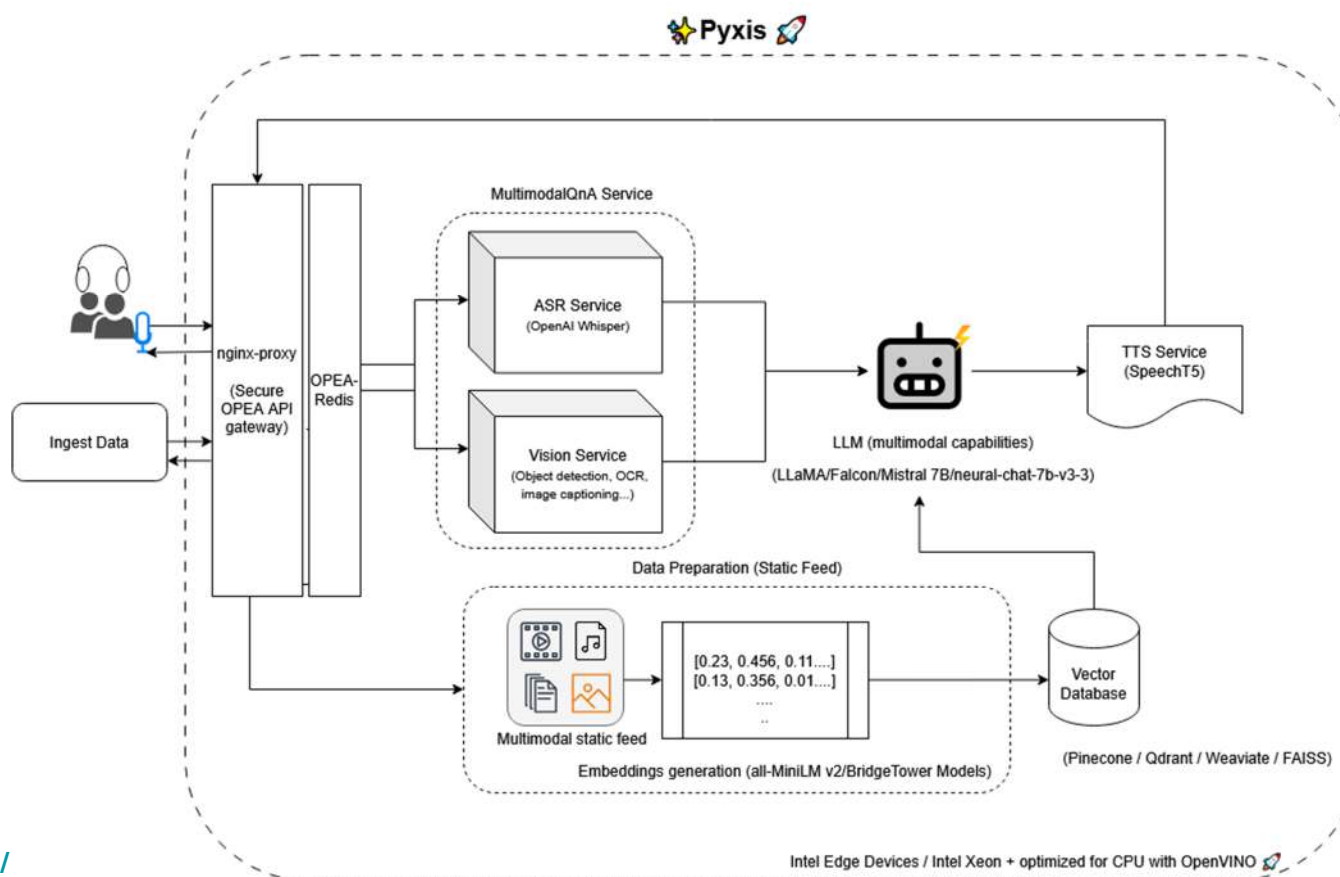 ✨Pyxis 🚀
MultimodalQnA Service
ASR Service
(OpenAI Whisper)
nginx-proxy
(Secure
OPEA API
gateway)
OPEA-
Redis
Ingest Data
Vision Service
(Object detection, OCR,
image captioning...)
LLM (multimodal capabilities)
(LLaMA/Falcon/Mistral 7B/neural-chat-7b-v3-3)
TTS Service
(SpeechT5)
Data Preparation (Static Feed)
Multimodal static feed
[0.23, 0.456, 0.11....]
[0.13, 0.356, 0.01....]
....
..
Embeddings generation (all-MiniLM v2/BridgeTower Models)
Vector
Database
(Pinecone / Qdrant / Weaviate / FAISS)
Intel Edge Devices / Intel Xeon + optimized for CPU with OpenVINO 🚀
/